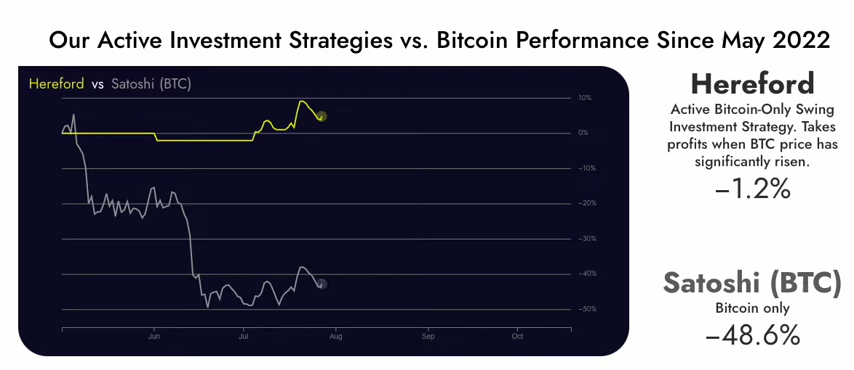 Our Active Investment Strategies vs. Bitcoin Performance Since May 2022
Hereford vs Satoshi (BTC)
10%
0%
−10%
−20%
−30%
−40%
−50%
Jun Jul Aug Sep Oct
Hereford
Active Bitcoin-Only Swing
Investment Strategy. Takes
profits when BTC price has
significantly risen.
−1.2%
Satoshi (BTC)
Bitcoin only
−48.6%